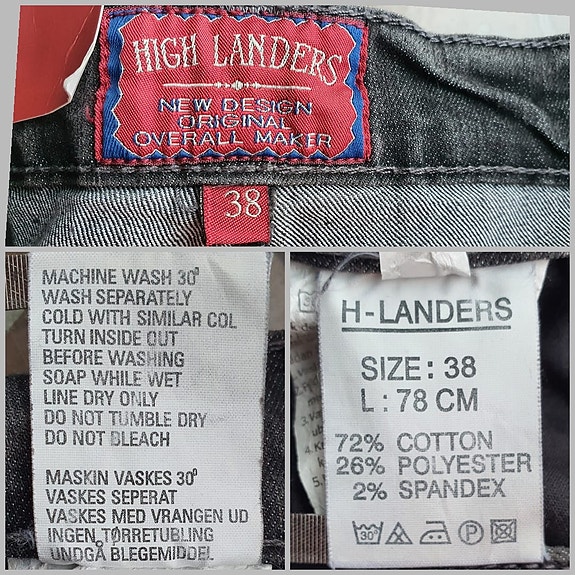 HIGH LANDERS
NEW DESIGN
ORIGINAL
OVERALL MAKER
38
MACHINE WASH 30°
WASH SEPARATELY
COLD WITH SIMILAR COL
TURN INSIDE OUT
BEFORE WASHING
SOAP WHILE WET
LINE DRY ONLY
DO NOT TUMBLE DRY
DO NOT BLEACH
MASKIN VASKES 30°
VASKES SEPERAT
VASKES MED VRANGEN UD
INGEN TØRRETUBLING
UNDGÅ BLEGEMIDDEL
H-LANDERS
SIZE: 38
L: 78 CM
72% COTTON
26% POLYESTER
2% SPANDEX
30° P